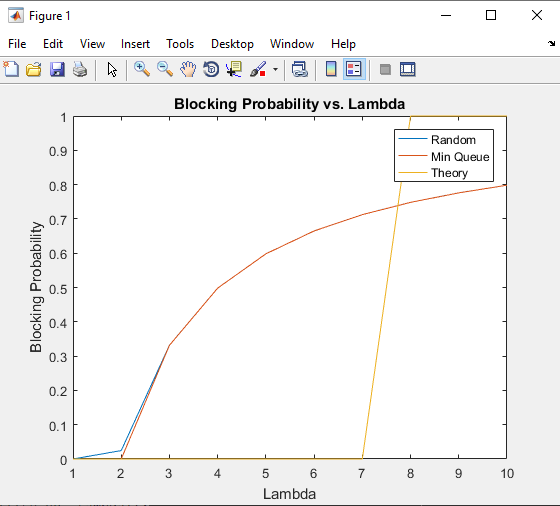 Figure 1
File Edit View Insert Tools Desktop Window Help
Blocking Probability vs. Lambda
Random
Min Queue
Theory
1
0.9
0.8
0.7
0.6
0.5
0.4
0.3
0.2
0.1
0
Blocking Probability
1 2 3 4 5 6 7 8 9 10
Lambda